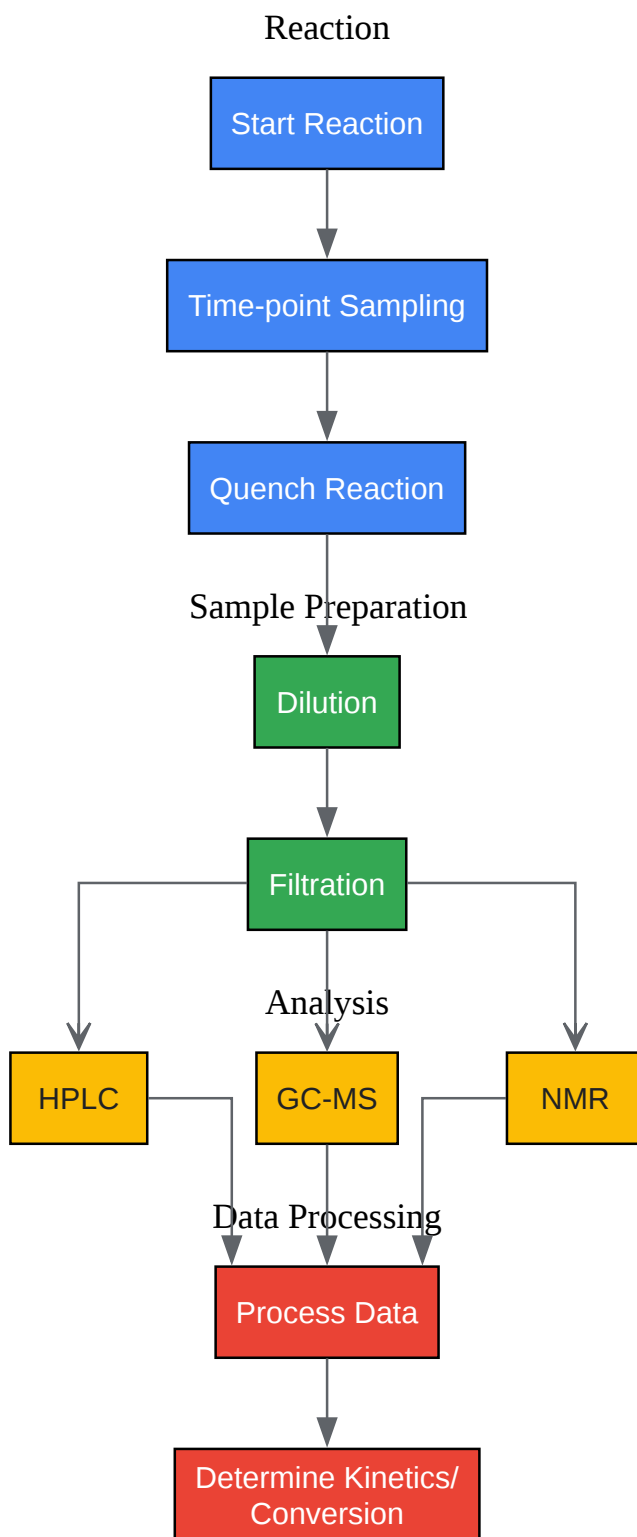 Reaction
Start Reaction
Time-point Sampling
Quench Reaction
Sample Preparation
Dilution
Filtration
Analysis
HPLC
GC-MS
NMR
Data Processing
Process Data
Determine Kinetics/
Conversion